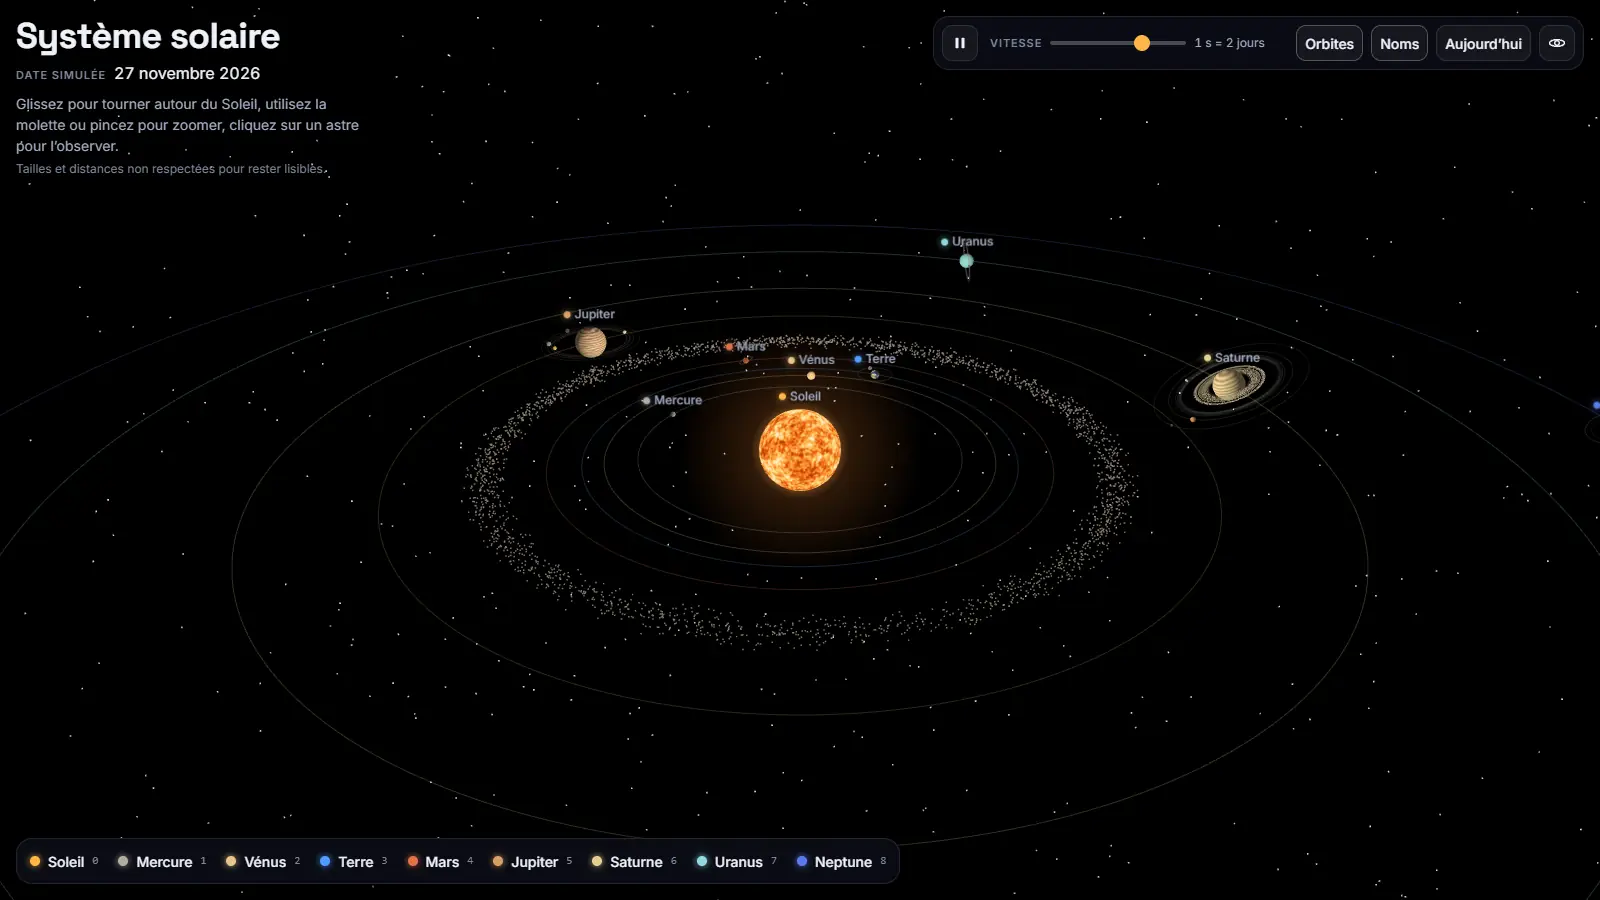 Système solaire
DATE SIMULÉE 27 novembre 2026
Glissez pour tourner autour du Soleil, utilisez la
molette ou pincez pour zoomer, cliquez sur un astre
pour l’observer.
Tailles et distances non respectées pour rester lisibles.
VITESSE 1 s = 2 jours Orbites Noms Aujourd’hui
Uranus
Jupiter
Mars
Vénus
Terre
Saturne
Mercure
Soleil
Soleil 0 Mercure 1 Vénus 2 Terre 3 Mars 4 Jupiter 5 Saturne 6 Uranus 7 Neptune 8